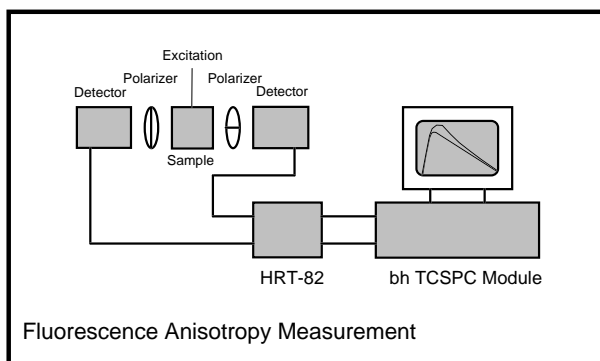 Excitation
Polarizer Polarizer
Detector Detector
Sample
HRT-82 bh TCSPC Module
Fluorescence Anisotropy Measurement